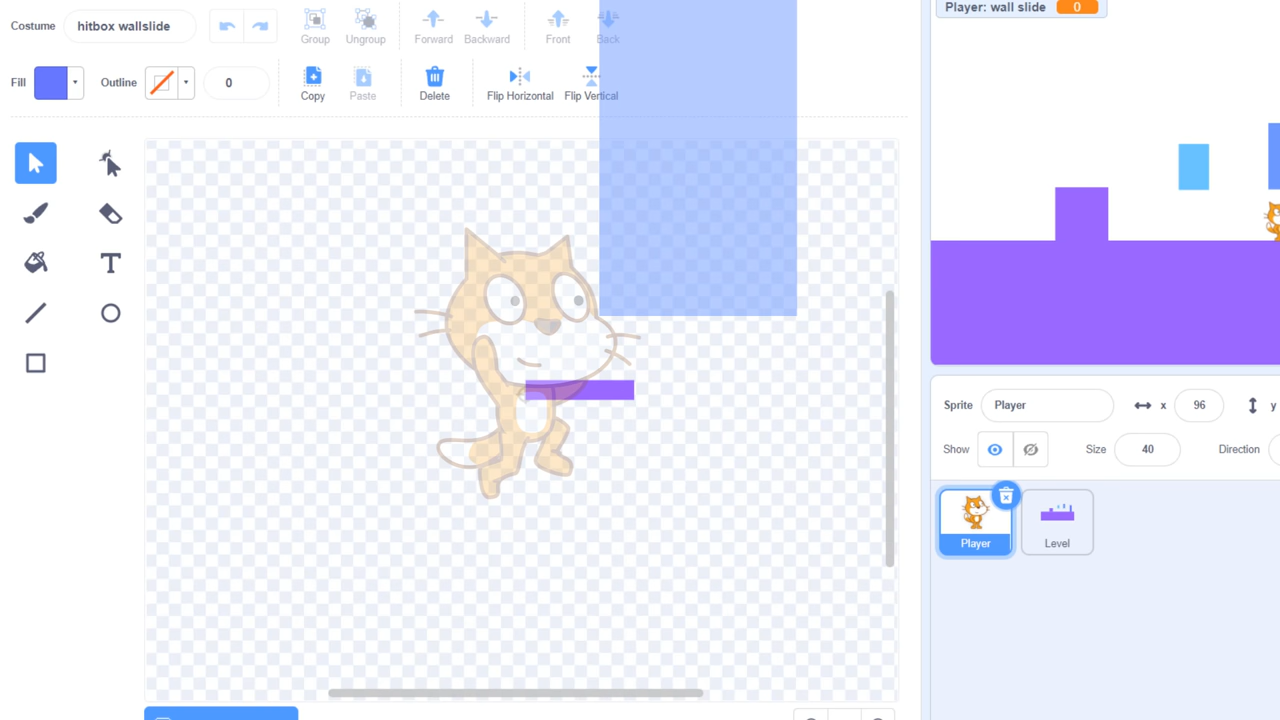 Player: wall slide 0
Costume hitbox wallslide
Group Ungroup Forward Backward Front Back
Fill Outline 0
Copy Paste Delete Flip Horizontal Flip Vertical
T
Sprite Player x 96 y
Show Size 40 Direction
Player Level